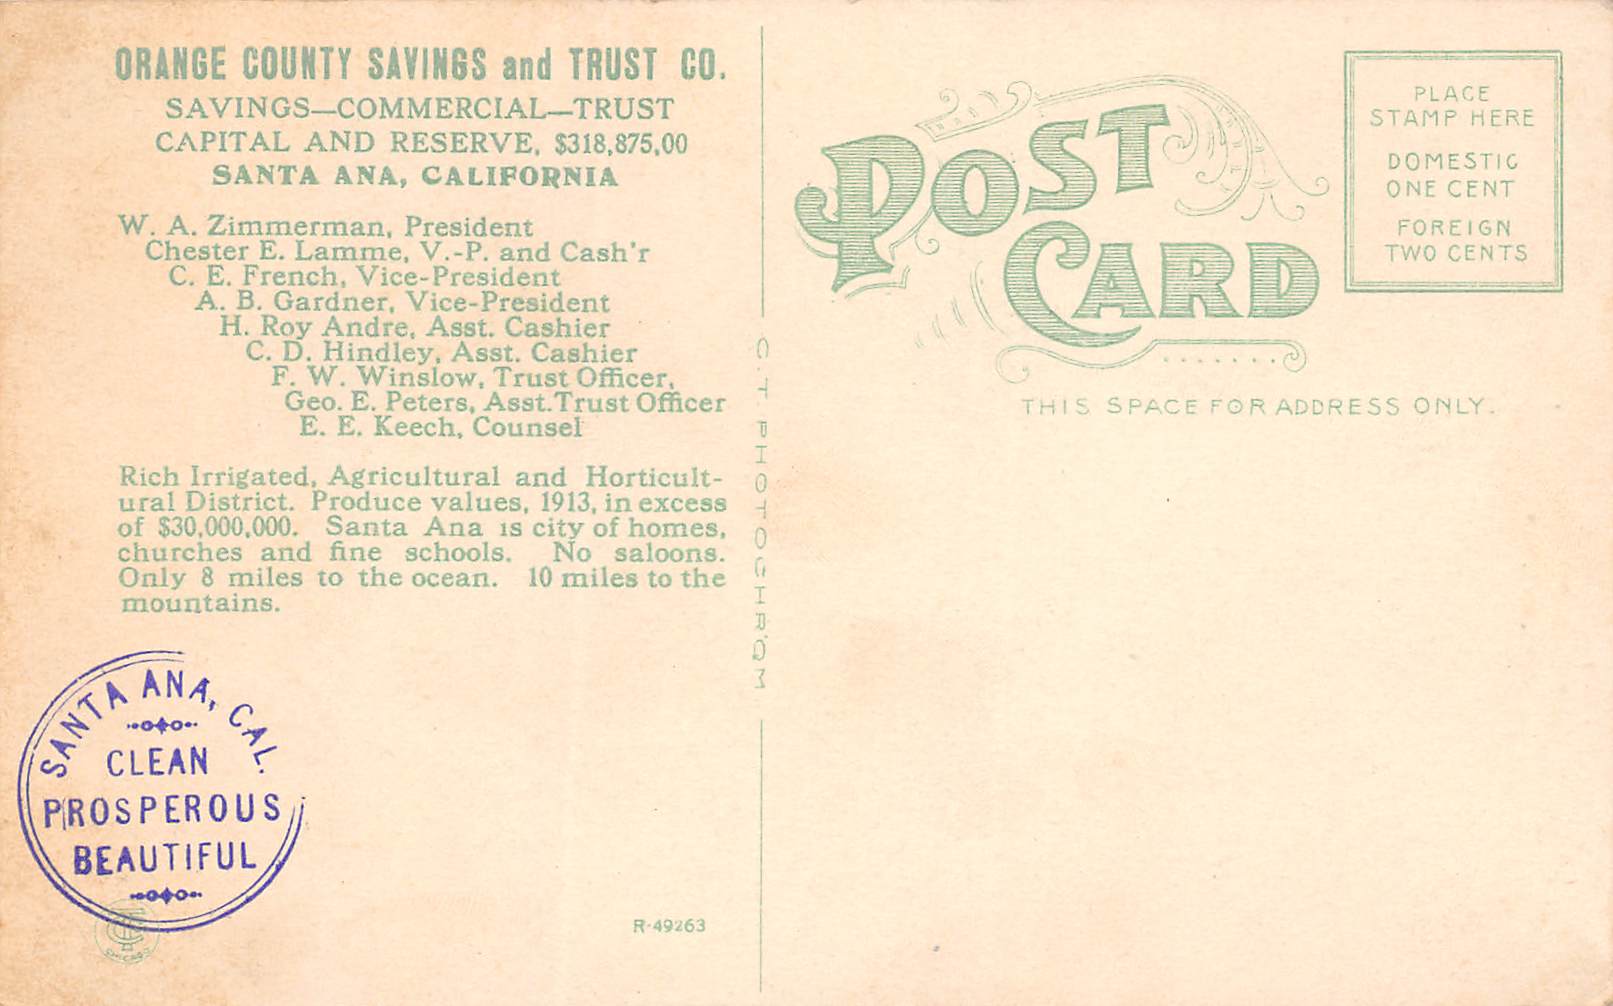 ORANGE COUNTY SAVINGS and TRUST CO.
SAVINGS—COMMERCIAL—TRUST
CAPITAL AND RESERVE, $318,875,00
SANTA ANA, CALIFORNIA
W. A. Zimmerman, President
Chester E. Lamme, V.-P. and Cash'r
C. E. French, Vice-President
A. B. Gardner, Vice-President
H. Roy Andre, Asst. Cashier
C. D. Hindley, Asst. Cashier
F. W. Winslow, Trust Officer,
Geo. E. Peters, Asst.Trust Officer
E. E. Keech, Counsel
Rich Irrigated, Agricultural and Horticult-
ural District. Produce values, 1913, in excess
of $30,000,000. Santa Ana is city of homes,
churches and fine schools. No saloons.
Only 8 miles to the ocean. 10 miles to the
mountains.
SANTA ANA, CAL.
CLEAN
PROSPEROUS
BEAUTIFUL
CHICAGO
R-49263
C.T. PHOTOCHROM
POST
CARD
PLACE
STAMP HERE
DOMESTIC
ONE CENT
FOREIGN
TWO CENTS
THIS SPACE FOR ADDRESS ONLY.